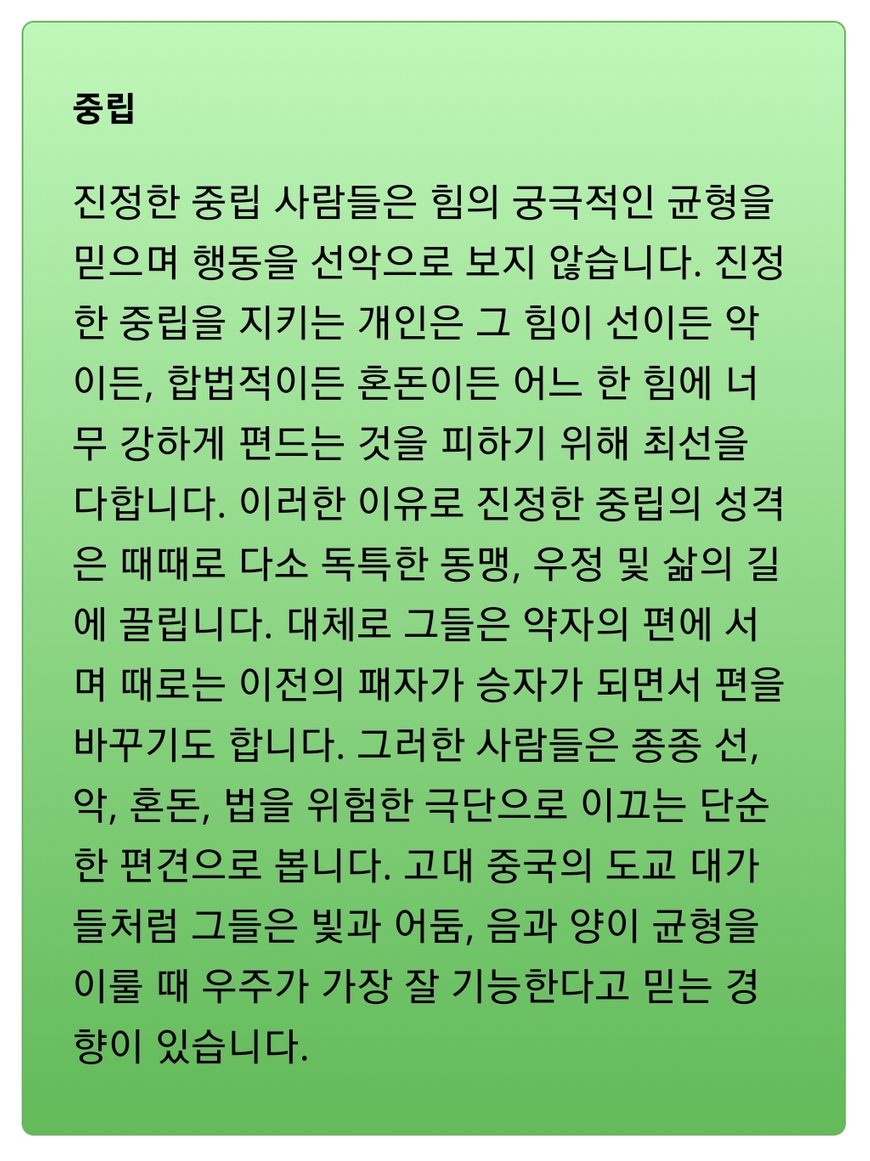 중립
진정한 중립 사람들은 힘의 궁극적인 균형을
믿으며 행동을 선악으로 보지 않습니다. 진정
한 중립을 지키는 개인은 그 힘이 선이든 악
이든, 합법적이든 혼돈이든 어느 한 힘에 너
무 강하게 편드는 것을 피하기 위해 최선을
다합니다. 이러한 이유로 진정한 중립의 성격
은 때때로 다소 독특한 동맹, 우정 및 삶의 길
에 끌립니다. 대체로 그들은 약자의 편에 서
며 때로는 이전의 패자가 승자가 되면서 편을
바꾸기도 합니다. 그러한 사람들은 종종 선,
악, 혼돈, 법을 위험한 극단으로 이끄는 단순
한 편견으로 봅니다. 고대 중국의 도교 대가
들처럼 그들은 빛과 어둠, 음과 양이 균형을
이룰 때 우주가 가장 잘 기능한다고 믿는 경
향이 있습니다.